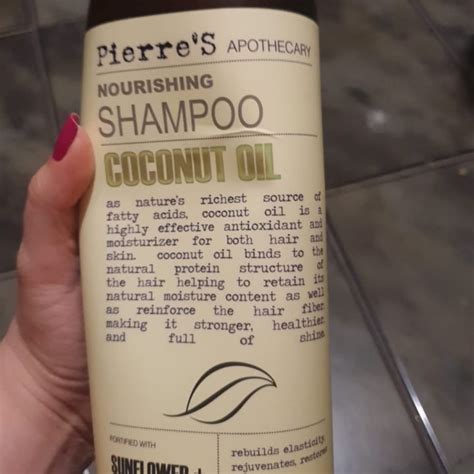 Pierre'S APOTHECARY
NOURISHING
SHAMPOO
COCONUT OIL
as nature's richest source of
fatty acids, coconut oil is a
highly effective antioxidant and
moisturizer for both hair and
skin. coconut oil binds to the
natural protein structure of
the hair helping to retain its
natural moisture content as well
as reinforce the hair fiber
making it stronger, healthier
and full of shine
FORTIFIED WITH
SUNFLOWER +
rebuilds elasticity,
rejuvenates, restores